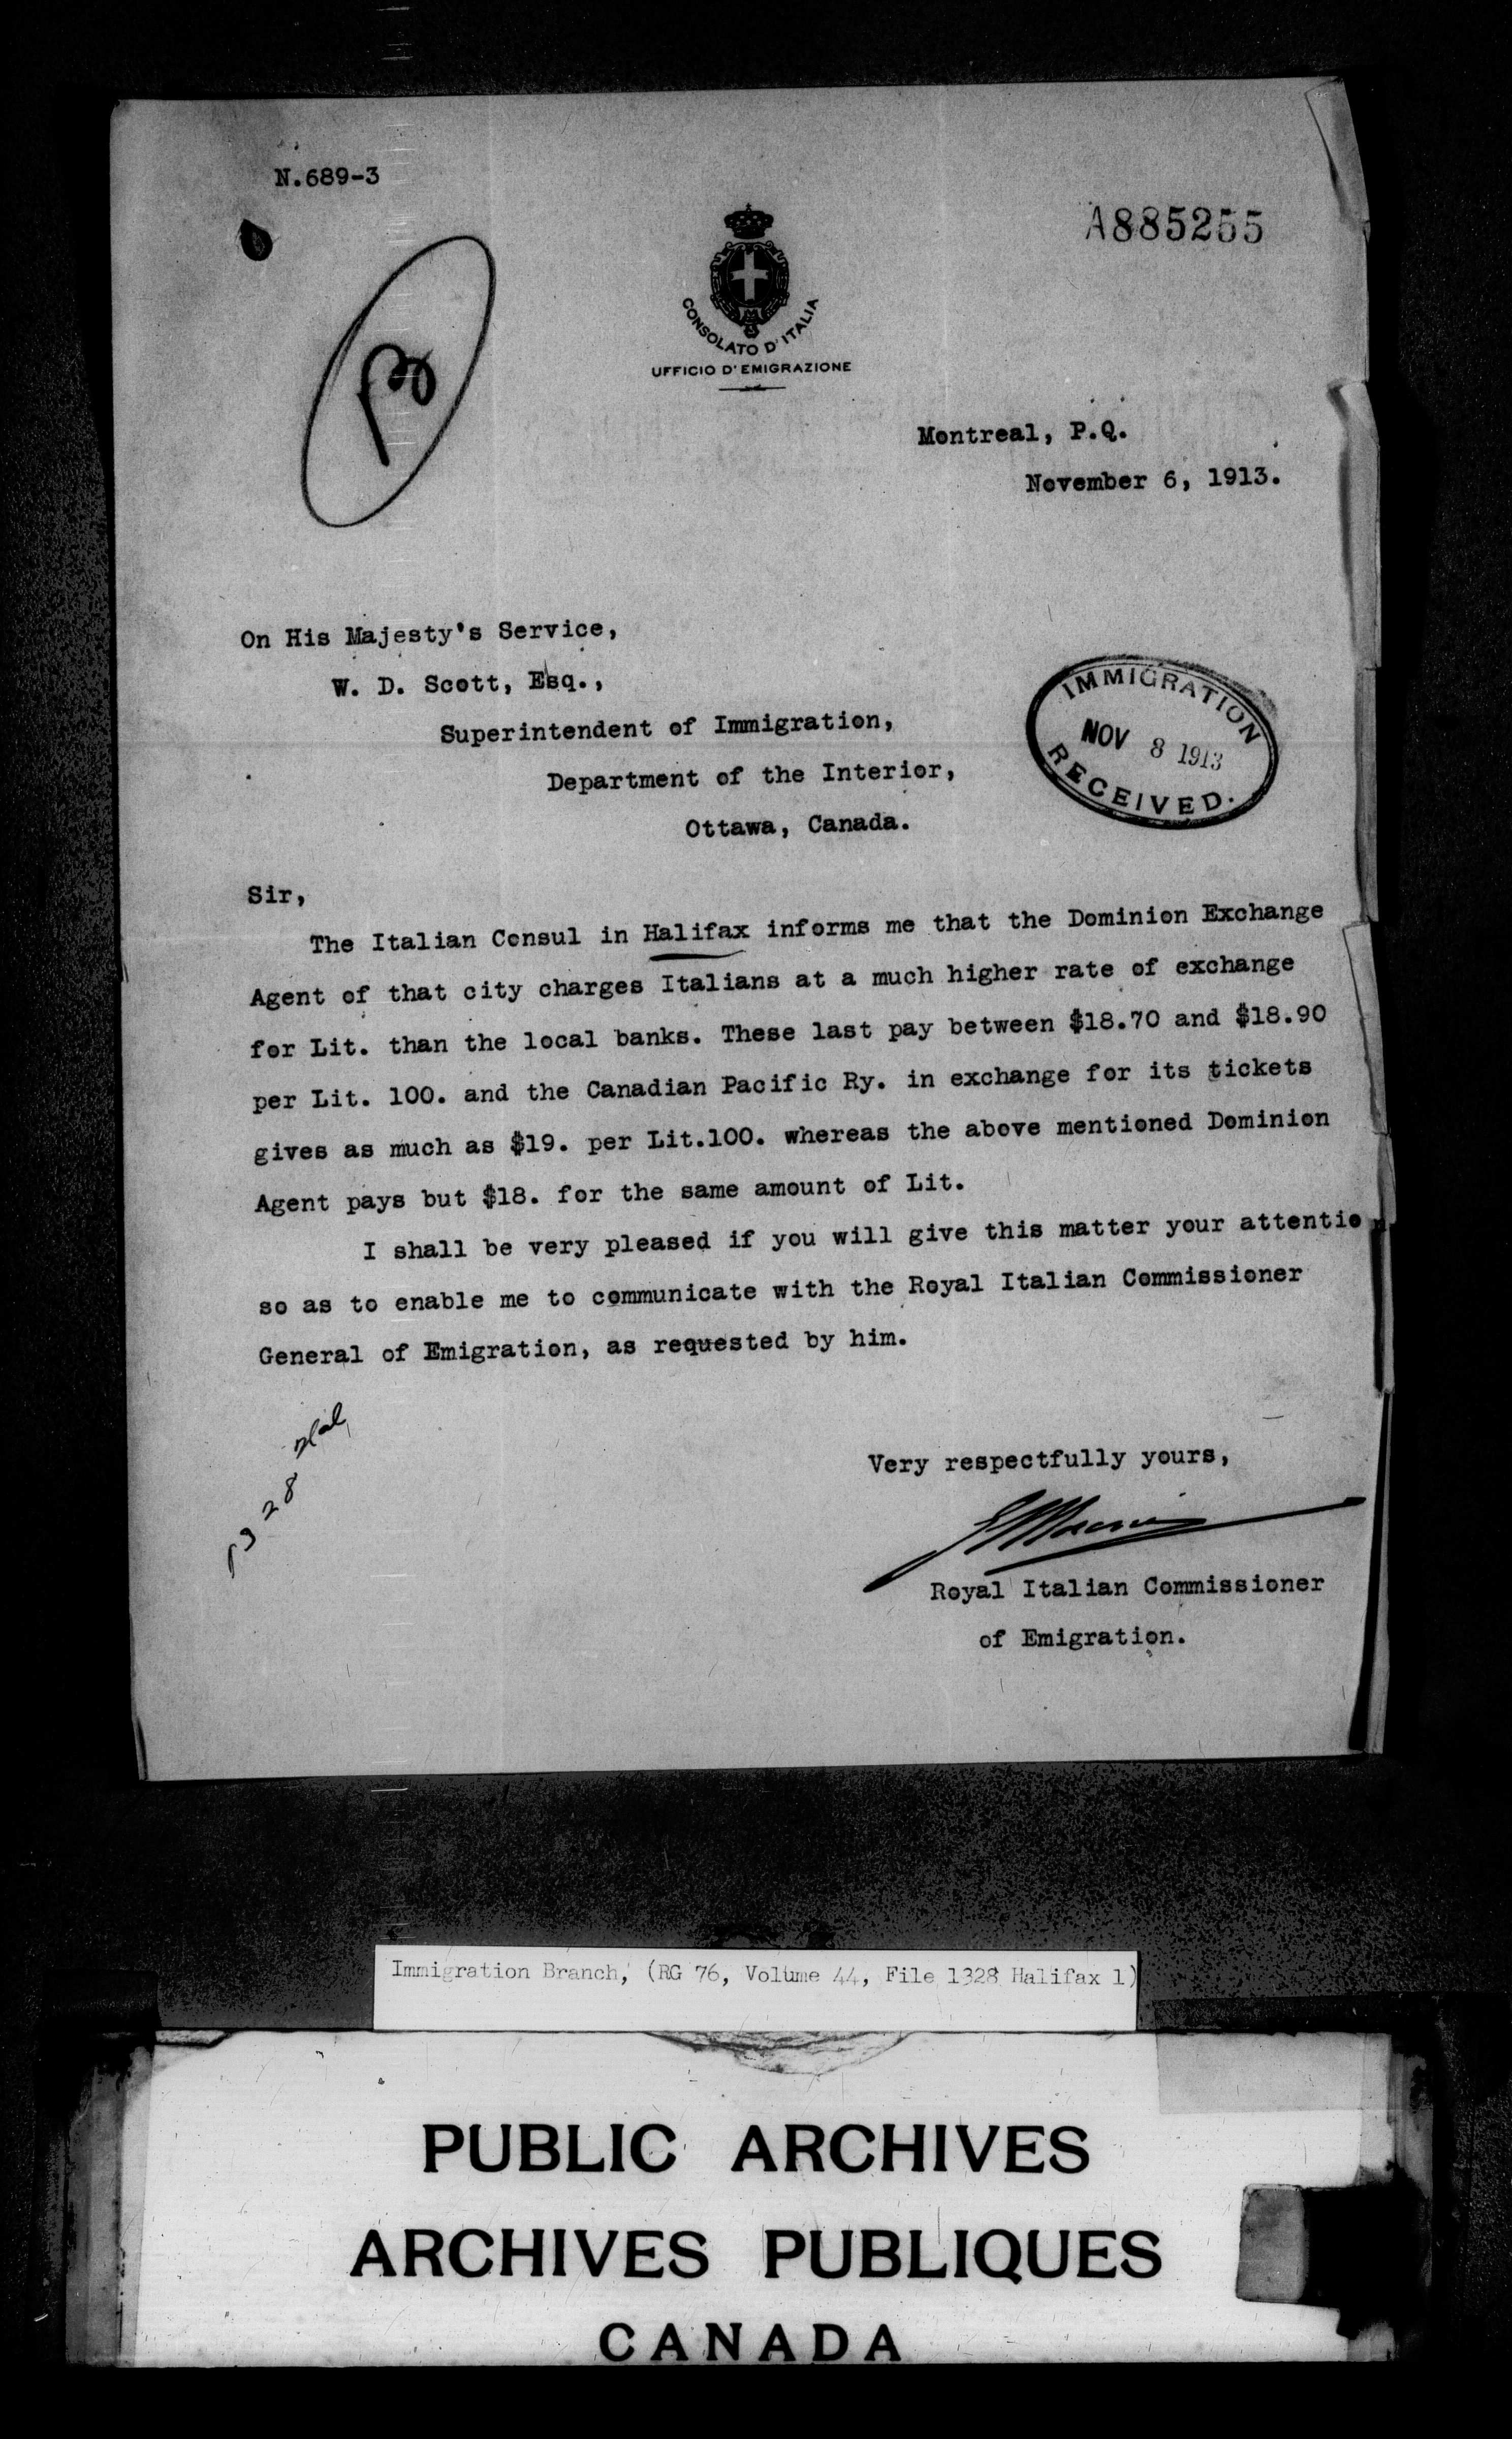 N.689-3
A885255
CONSOLATO D'ITALIA
UFFICIO D'EMIGRAZIONE
Montreal, P.Q.
November 6, 1913.
On His Majesty's Service,
W. D. Scott, Esq.,
Superintendent of Immigration,
Department of the Interior,
Ottawa, Canada.
IMMIGRATION
NOV 8 1913
RECEIVED.
Sir,
The Italian Consul in Halifax informs me that the Dominion Exchange
Agent of that city charges Italians at a much higher rate of exchange
for Lit. than the local banks. These last pay between $18.70 and $18.90
per Lit. 100. and the Canadian Pacific Ry. in exchange for its tickets
gives as much as $19. per Lit.100. whereas the above mentioned Dominion
Agent pays but $18. for the same amount of Lit.
I shall be very pleased if you will give this matter your attention
so as to enable me to communicate with the Royal Italian Commissioner
General of Emigration, as requested by him.
1328 Hal
Very respectfully yours,
Royal Italian Commissioner
of Emigration.
Immigration Branch, (RG 76, Volume 44, File 1328 Halifax 1)
PUBLIC ARCHIVES
ARCHIVES PUBLIQUES
CANADA